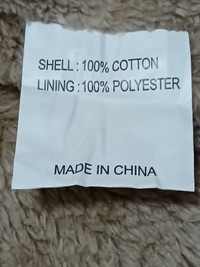 SHELL : 100% COTTON
LINING : 100% POLYESTER
MADE IN CHINA